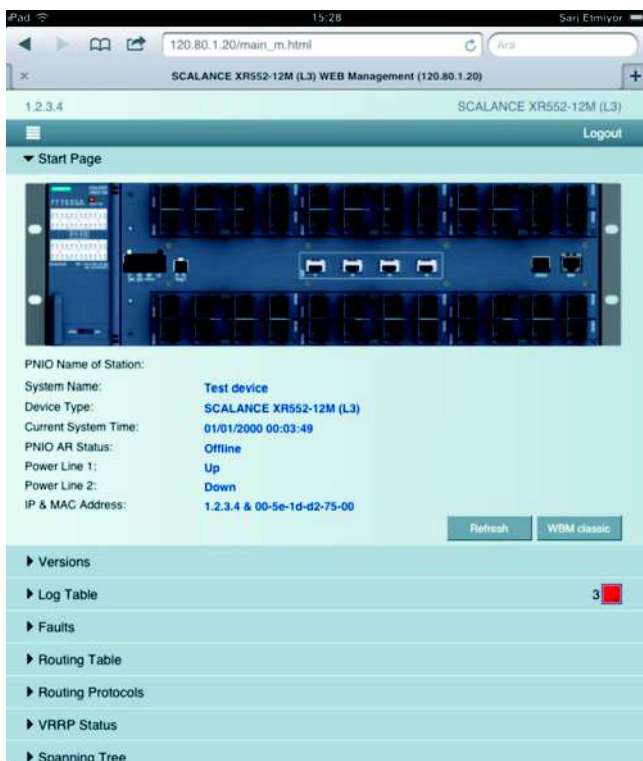 iPad 15:28 Sarj Etmiyor
120.80.1.20/main_m.html Ara
SCALANCE XR552-12M (L3) WEB Management (120.80.1.20)
1.2.3.4 SCALANCE XR552-12M (L3)
Logout
Start Page
PNIO Name of Station:
System Name: Test device
Device Type: SCALANCE XR552-12M (L3)
Current System Time: 01/01/2000 00:03:49
PNIO AR Status: Offline
Power Line 1: Up
Power Line 2: Down
IP & MAC Address: 1.2.3.4 & 00-5e-1d-d2-75-00
Refresh WBM classic
Versions
Log Table 3
Faults
Routing Table
Routing Protocols
VRRP Status
Spanning Tree